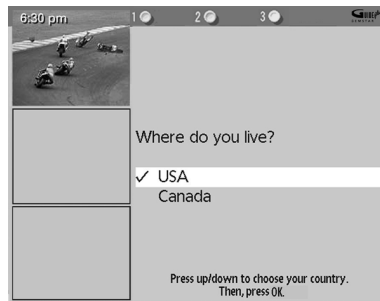 6:30 pm 1 2 3 GUIDE
Where do you live?
✓ USA
Canada
Press up/down to choose your country.
Then, press OK.